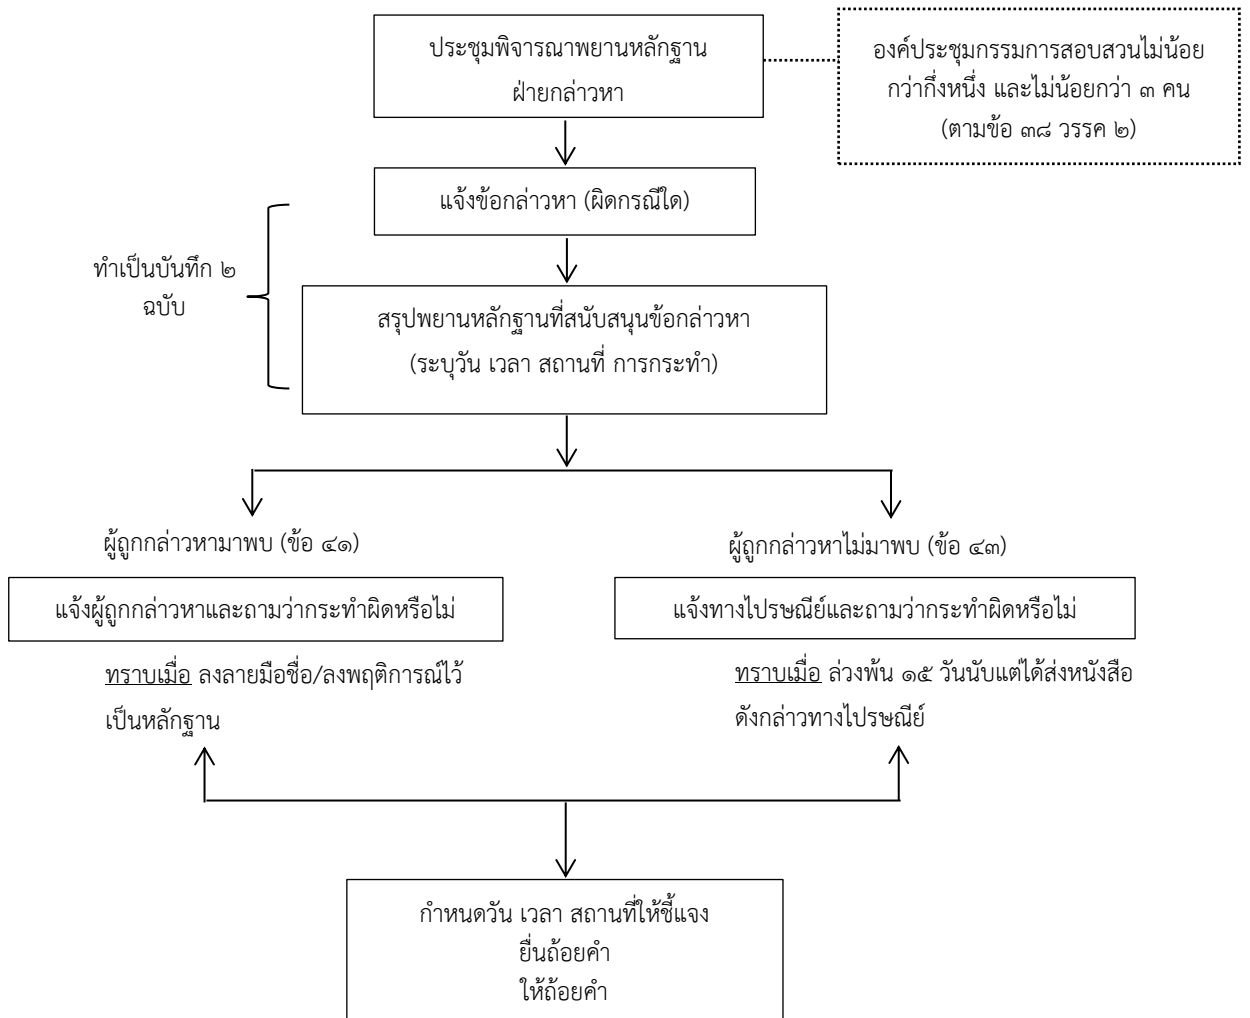 ประชุมพิจารณาพยานหลักฐาน
ฝ่ายกล่าวหา
องค์ประชุมกรรมการสอบสวนไม่น้อย
กว่ากึ่งหนึ่ง และไม่น้อยกว่า ๓ คน
(ตามข้อ ๓๘ วรรค ๒)
แจ้งข้อกล่าวหา (ผิดกรณีใด)
ทำเป็นบันทึก ๒
ฉบับ
สรุปพยานหลักฐานที่สนับสนุนข้อกล่าวหา
(ระบุวัน เวลา สถานที่ การกระทำ)
ผู้ถูกกล่าวหามาพบ (ข้อ ๔๑)
แจ้งผู้ถูกกล่าวหาและถามว่ากระทำผิดหรือไม่
ทราบเมื่อ ลงลายมือชื่อ/ลงพฤติการณ์ไว้
เป็นหลักฐาน
ผู้ถูกกล่าวหาไม่มาพบ (ข้อ ๔๓)
แจ้งทางไปรษณีย์และถามว่ากระทำผิดหรือไม่
ทราบเมื่อ ล่วงพ้น ๑๕ วันนับแต่ได้ส่งหนังสือ
ดังกล่าวทางไปรษณีย์
กำหนดวัน เวลา สถานที่ให้ชี้แจง
ยื่นถ้อยคำ
ให้ถ้อยคำ